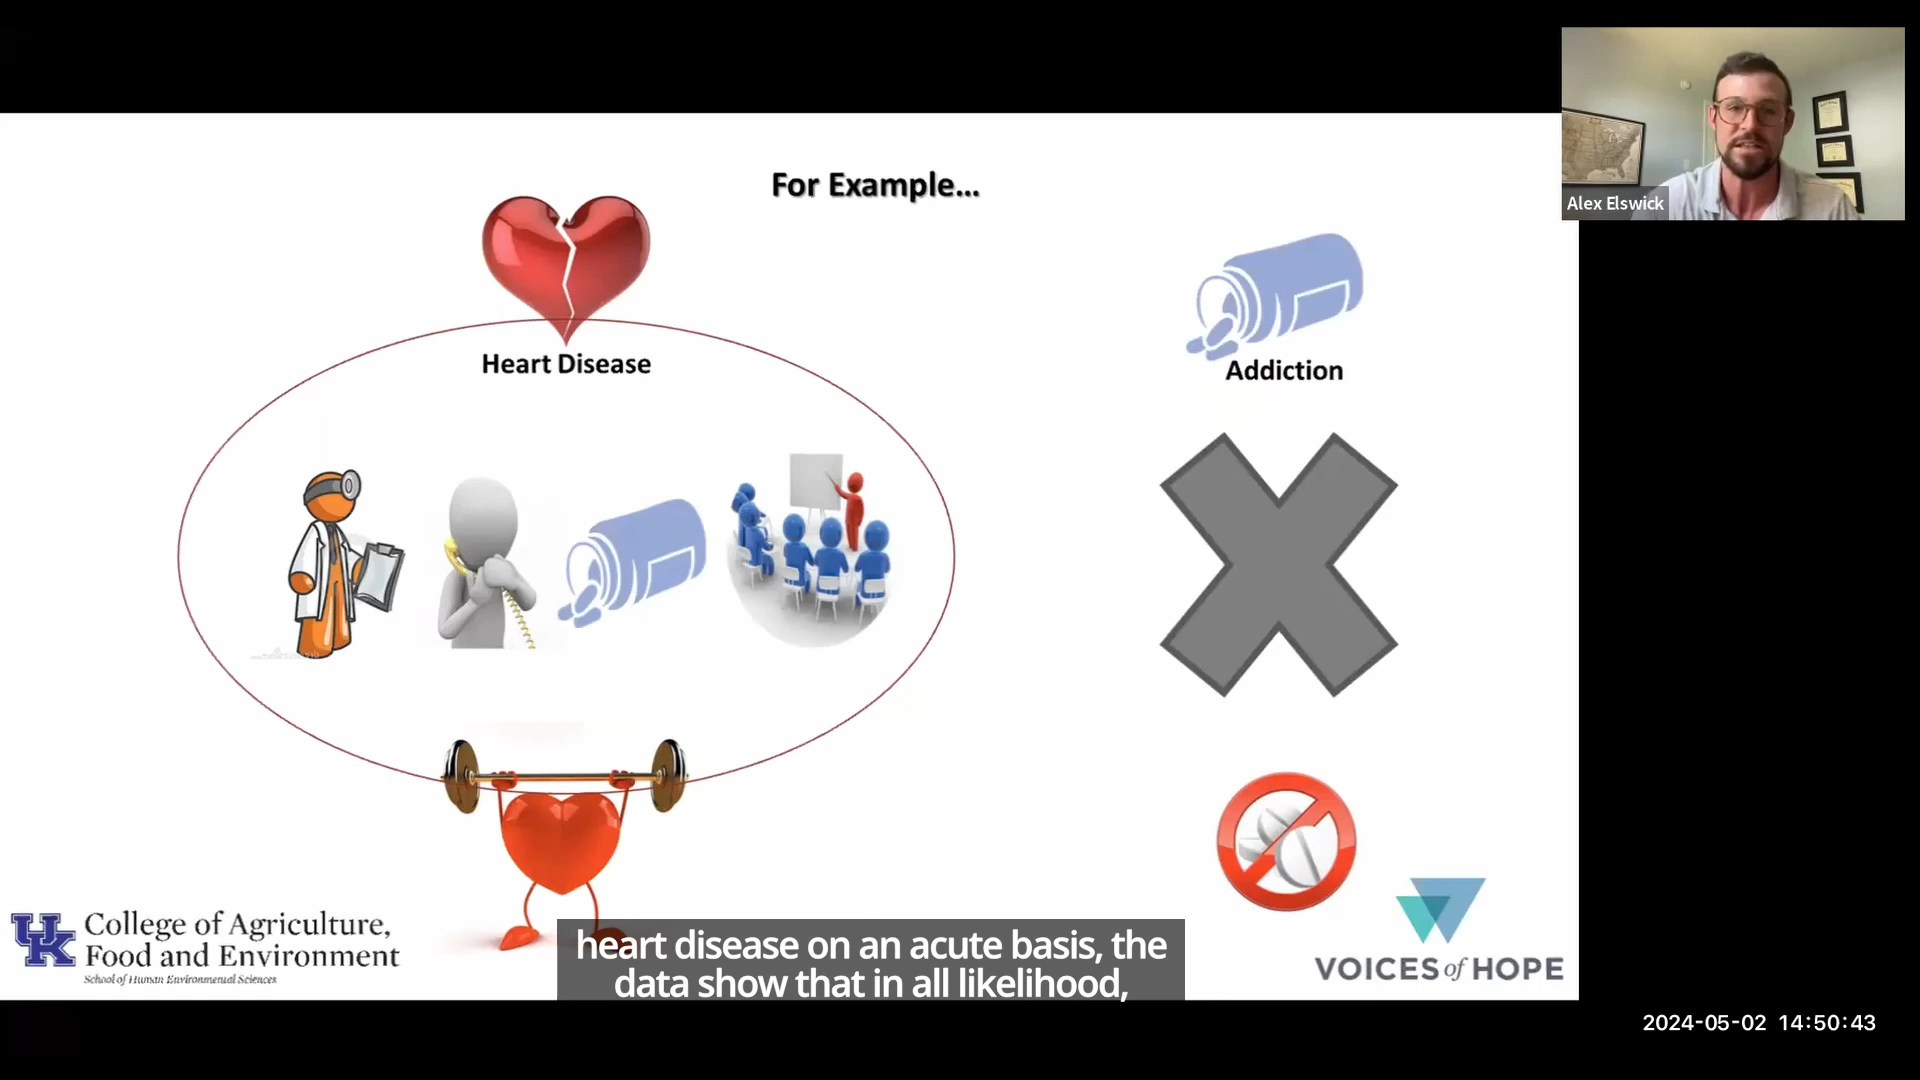 For Example...
Alex Elswick
Heart Disease
Addiction
UK
College of Agriculture,
Food and Environment
School of Human Environmental Sciences
heart disease on an acute basis, the
data show that in all likelihood,
VOICES of HOPE
2024-05-02 14:50:43